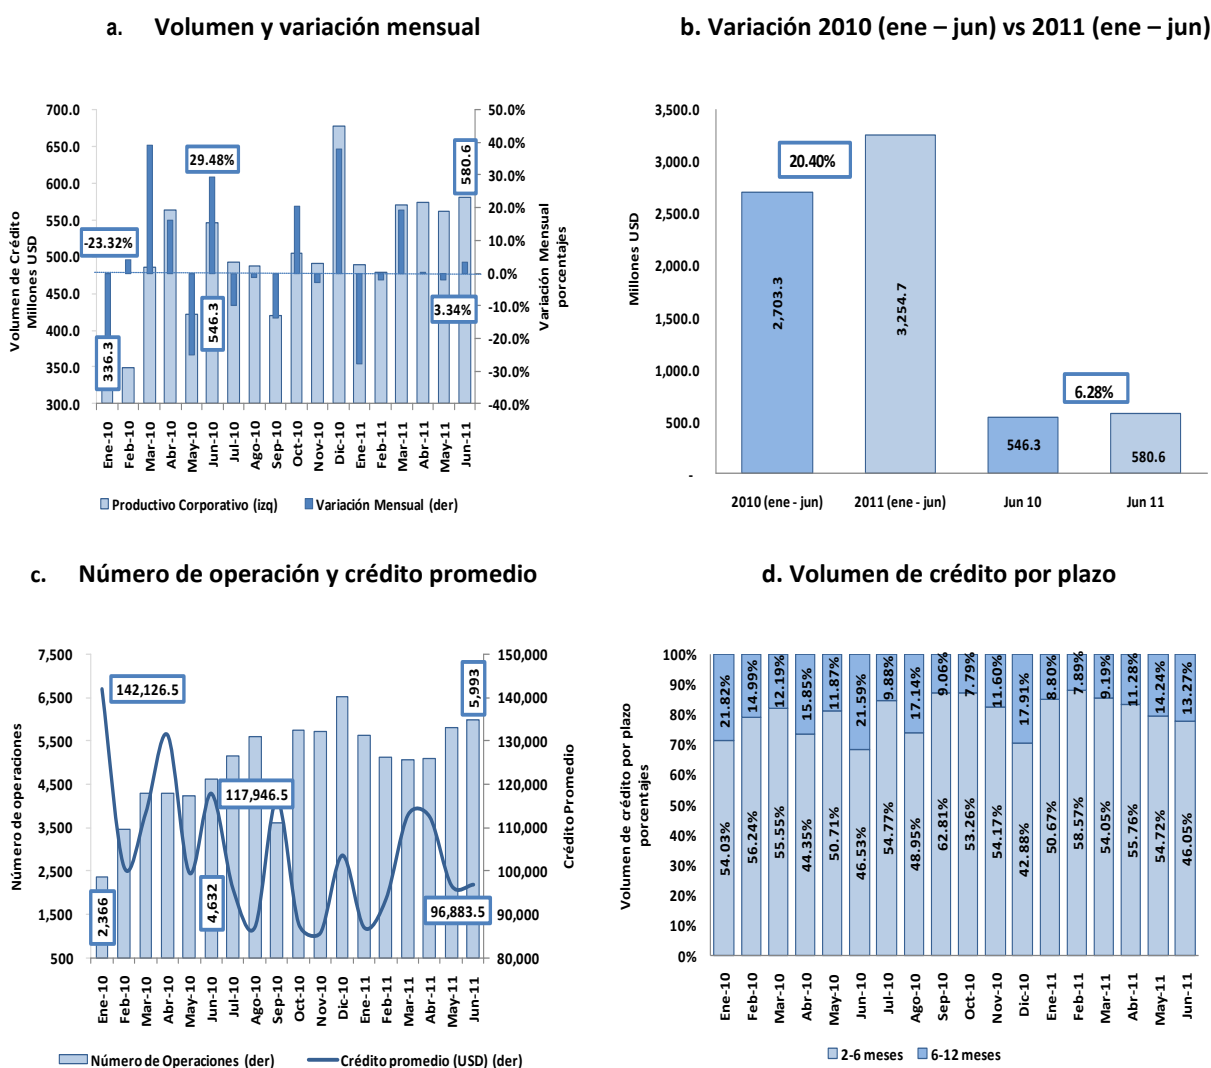 a. Volumen y variación mensual
b. Variación 2010 (ene – jun) vs 2011 (ene – jun)
Volumen de Crédito
Millones USD
700.0
650.0
600.0
550.0
500.0
450.0
400.0
350.0
300.0
50.0%
40.0%
30.0%
20.0%
10.0%
0.0%
-10.0%
-20.0%
-30.0%
-40.0%
Variación Mensual
porcentajes
-23.32%
29.48%
580.6
336.3
546.3
3.34%
Ene-10
Feb-10
Mar-10
Abr-10
May-10
Jun-10
Jul-10
Ago-10
Sep-10
Oct-10
Nov-10
Dic-10
Ene-11
Feb-11
Mar-11
Abr-11
May-11
Jun-11
Productivo Corporativo (izq)
Variación Mensual (der)
Millones USD
3,500.0
3,000.0
2,500.0
2,000.0
1,500.0
1,000.0
500.0
-
20.40%
2,703.3
3,254.7
6.28%
546.3
580.6
2010 (ene - jun)
2011 (ene - jun)
Jun 10
Jun 11
c. Número de operación y crédito promedio
d. Volumen de crédito por plazo
Número de operaciones
7,500
6,500
5,500
4,500
3,500
2,500
1,500
500
150,000
140,000
130,000
120,000
110,000
100,000
90,000
80,000
Crédito Promedio
142,126.5
5,993
117,946.5
2,366
4,632
96,883.5
Ene-10
Feb-10
Mar-10
Abr-10
May-10
Jun-10
Jul-10
Ago-10
Sep-10
Oct-10
Nov-10
Dic-10
Ene-11
Feb-11
Mar-11
Abr-11
May-11
Jun-11
Número de Operaciones (der)
Crédito promedio (USD) (der)
Volumen de crédito por plazo
porcentajes
100%
90%
80%
70%
60%
50%
40%
30%
20%
10%
0%
21.82%
14.99%
12.19%
15.85%
11.87%
21.59%
9.88%
17.14%
9.06%
7.79%
11.60%
17.91%
8.80%
7.89%
9.19%
11.28%
14.24%
13.27%
54.03%
56.24%
55.55%
44.35%
50.71%
46.53%
54.77%
48.95%
62.81%
53.26%
54.17%
42.88%
50.67%
58.57%
54.05%
55.76%
54.72%
46.05%
Ene-10
Feb-10
Mar-10
Abr-10
May-10
Jun-10
Jul-10
Ago-10
Sep-10
Oct-10
Nov-10
Dic-10
Ene-11
Feb-11
Mar-11
Abr-11
May-11
Jun-11
2-6 meses
6-12 meses